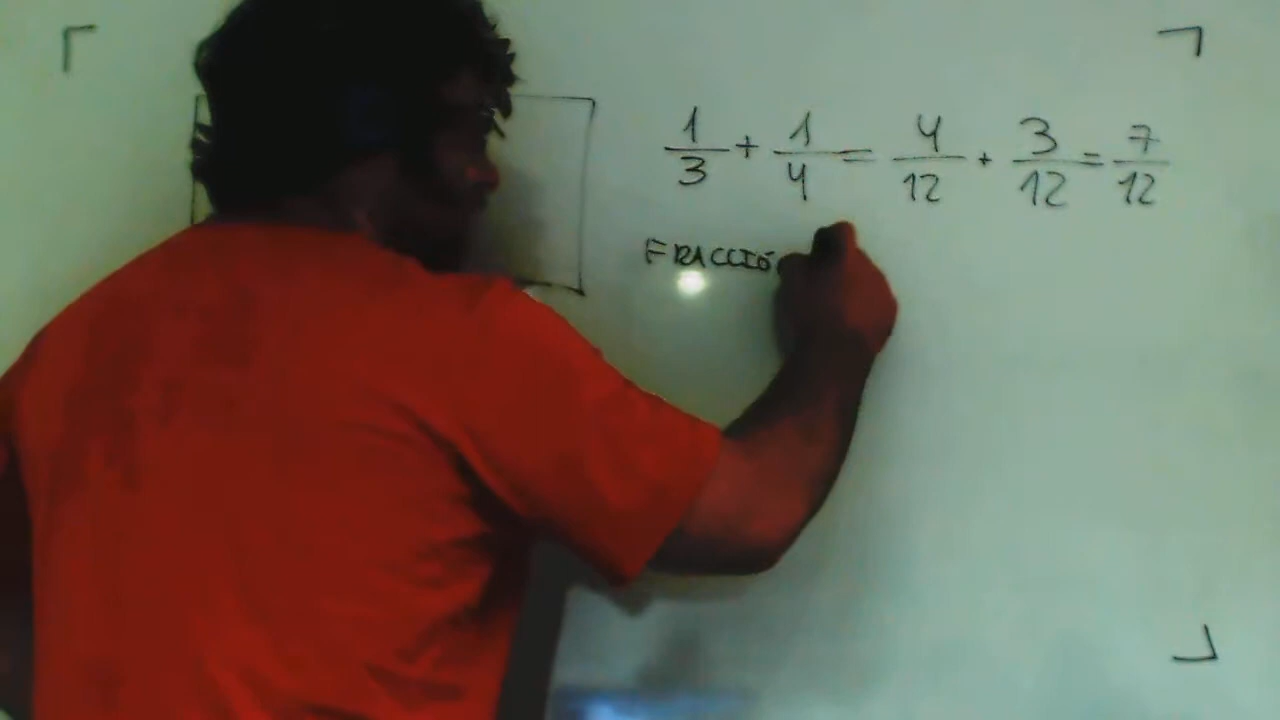 1/3 + 1/4 = 4/12 + 3/12 = 7/12
FRACCIÓ